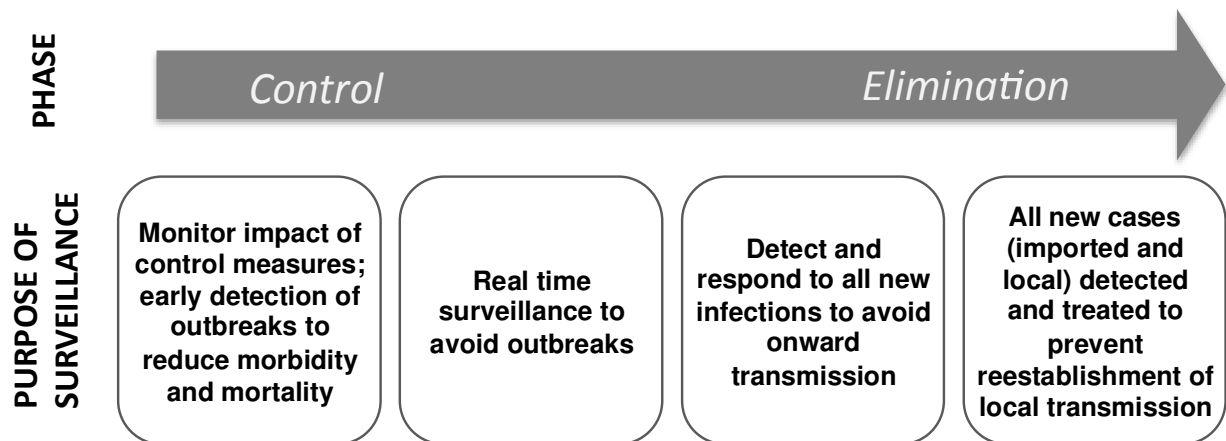 PHASE
Control
Elimination
PURPOSE OF
SURVEILLANCE
Monitor impact of
control measures;
early detection of
outbreaks to
reduce morbidity
and mortality
Real time
surveillance to
avoid outbreaks
Detect and
respond to all new
infections to avoid
onward
transmission
All new cases
(imported and
local) detected
and treated to
prevent
reestablishment of
local transmission